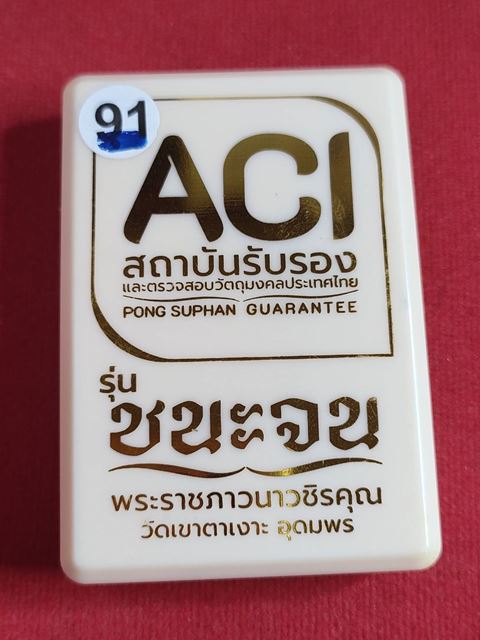 91
ACI
สถาบันรับรอง
และตรวจสอบวัตถุมงคลประเทศไทย
PONG SUPHAN GUARANTEE
รุ่น
ชนะจน
พระราชภาวนาวชิรคุณ
วัดเขาตาเงาะ อุดมพร